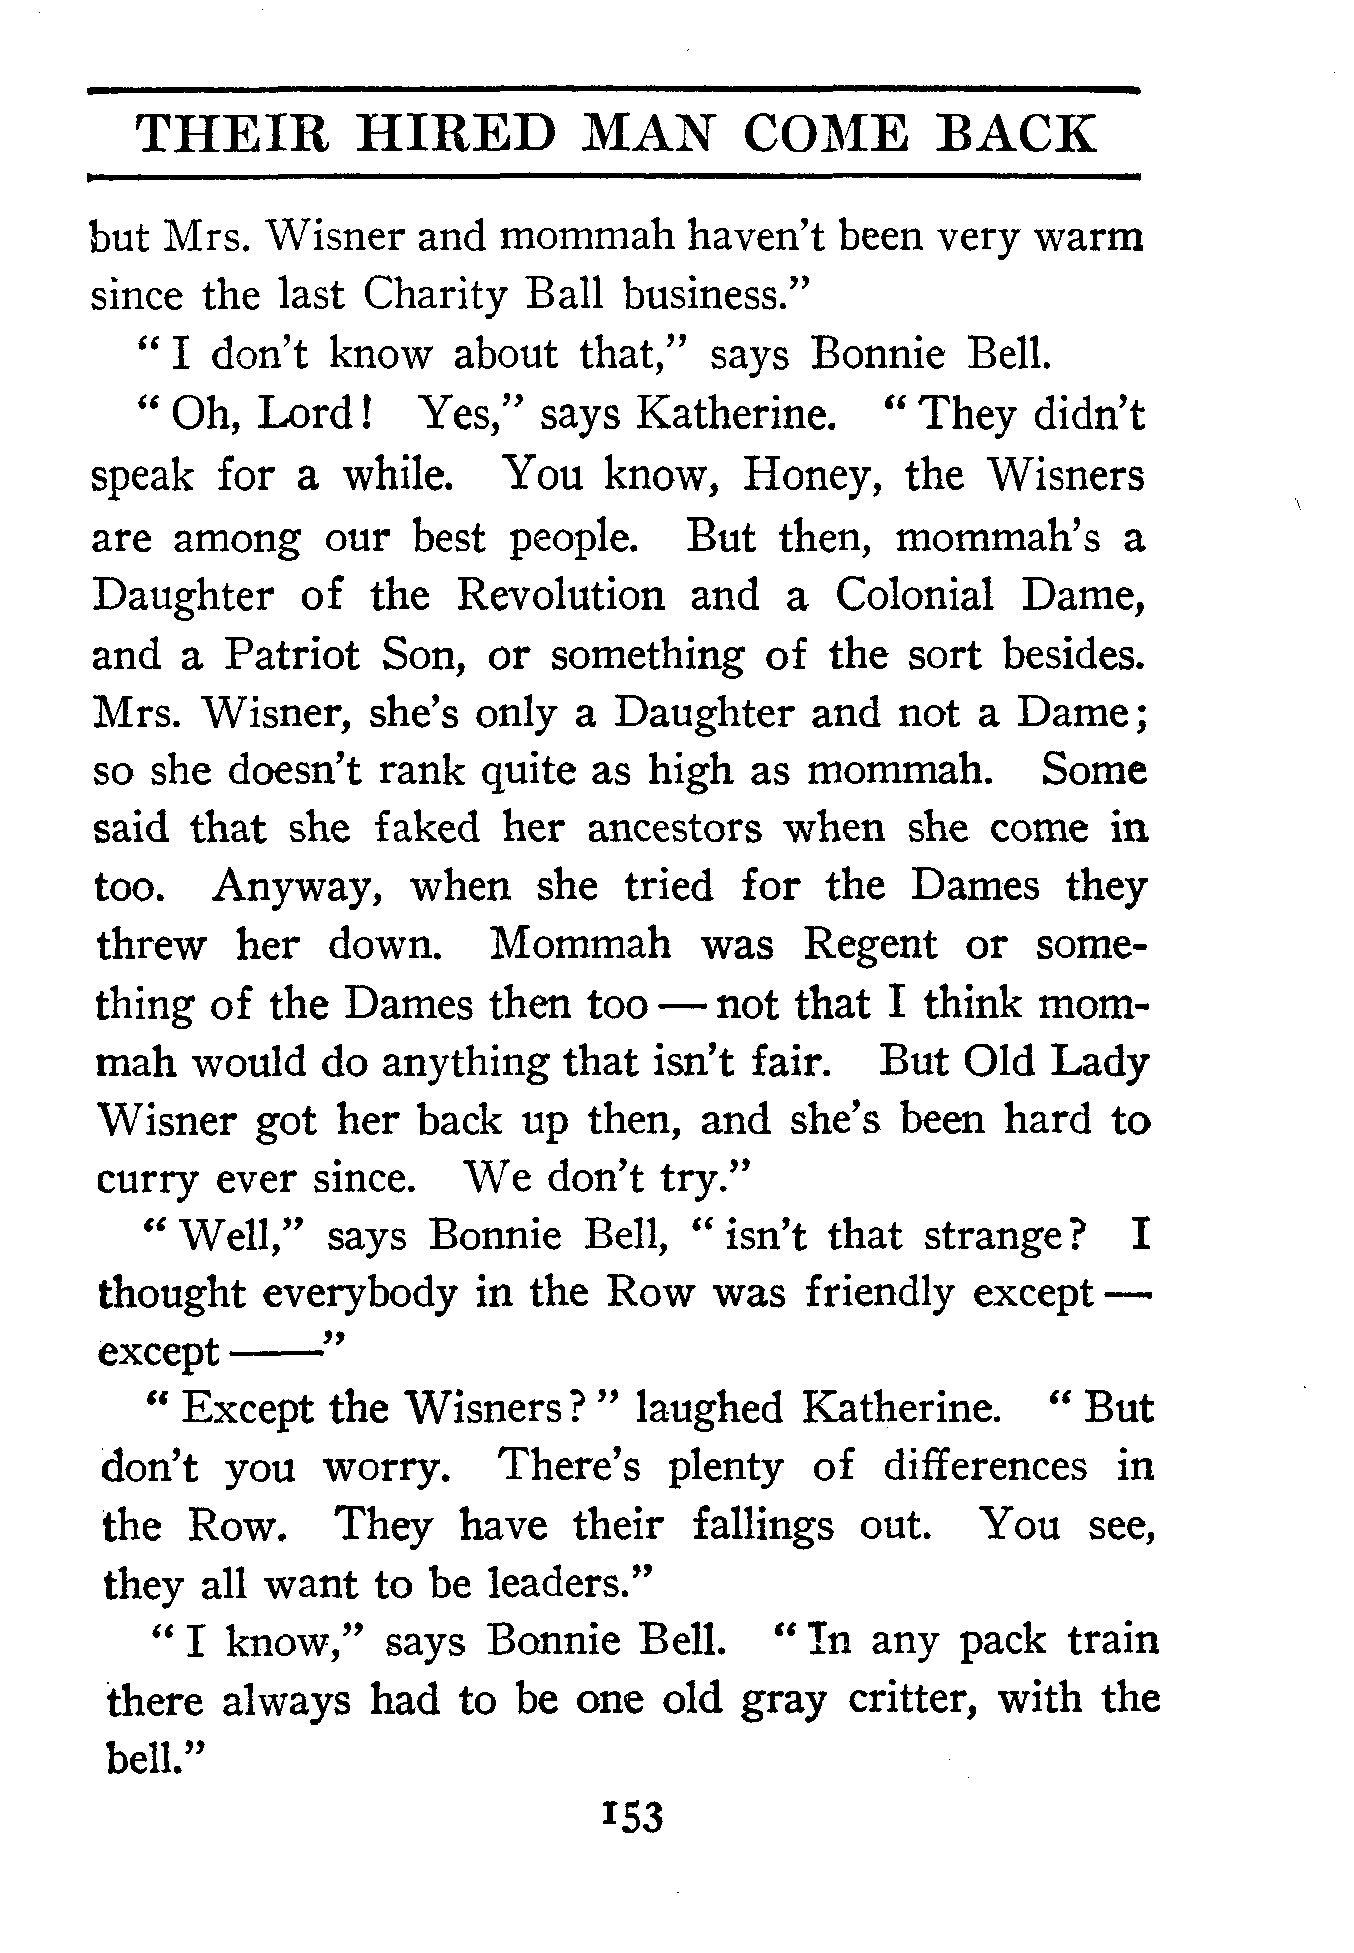 THEIR HIRED MAN COME BACK
but Mrs. Wisner and mommah haven't been very warm
since the last Charity Ball business."
"I don't know about that," says Bonnie Bell.
"Oh, Lord! Yes," says Katherine. "They didn't
speak for a while. You know, Honey, the Wisners
are among our best people. But then, mommah's a
Daughter of the Revolution and a Colonial Dame,
and a Patriot Son, or something of the sort besides.
Mrs. Wisner, she's only a Daughter and not a Dame;
so she doesn't rank quite as high as mommah. Some
said that she faked her ancestors when she come in
too. Anyway, when she tried for the Dames they
threw her down. Mommah was Regent or some-
thing of the Dames then too — not that I think mom-
mah would do anything that isn't fair. But Old Lady
Wisner got her back up then, and she's been hard to
curry ever since. We don't try."
"Well," says Bonnie Bell, "isn't that strange? I
thought everybody in the Row was friendly except —
except ——"
"Except the Wisners?" laughed Katherine. "But
don't you worry. There's plenty of differences in
the Row. They have their fallings out. You see,
they all want to be leaders."
"I know," says Bonnie Bell. "In any pack train
there always had to be one old gray critter, with the
bell."
153